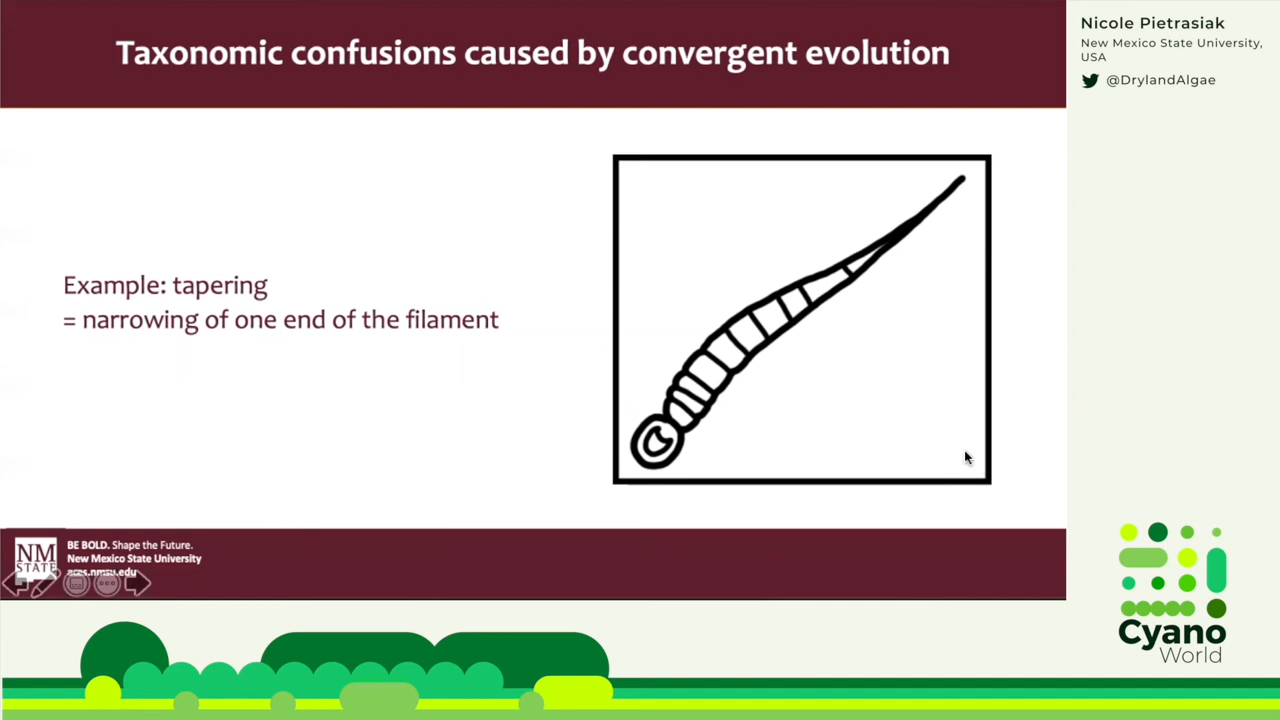 Taxonomic confusions caused by convergent evolution
Nicole Pietrasiak
New Mexico State University,
USA
@DrylandAlgae
Example: tapering
= narrowing of one end of the filament
NM
STATE
BE BOLD. Shape the Future.
New Mexico State University
aces.nmsu.edu
Cyano
World